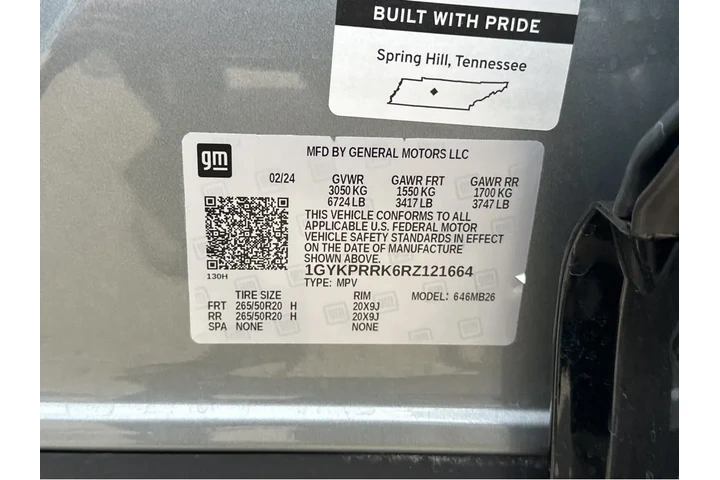 BUILT WITH PRIDE
Spring Hill, Tennessee
gm
MFD BY GENERAL MOTORS LLC
02/24 GVWR GAWR FRT GAWR RR
3050 KG 1550 KG 1700 KG
6724 LB 3417 LB 3747 LB
THIS VEHICLE CONFORMS TO ALL
APPLICABLE U.S. FEDERAL MOTOR
VEHICLE SAFETY STANDARDS IN EFFECT
ON THE DATE OF MANUFACTURE
SHOWN ABOVE.
130H
1GYKPRRK6RZ121664
TYPE: MPV
TIRE SIZE RIM MODEL: 646MB26
FRT 265/50R20 H 20X9J
RR 265/50R20 H 20X9J
SPA NONE NONE